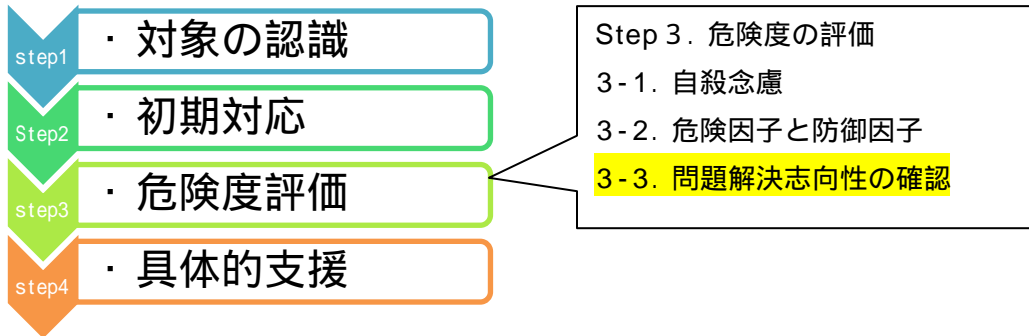 step1
・対象の認識
Step2
・初期対応
step3
・危険度評価
step4
・具体的支援
Step３. 危険度の評価
3-1. 自殺念慮
3-2. 危険因子と防御因子
3-3. 問題解決志向性の確認